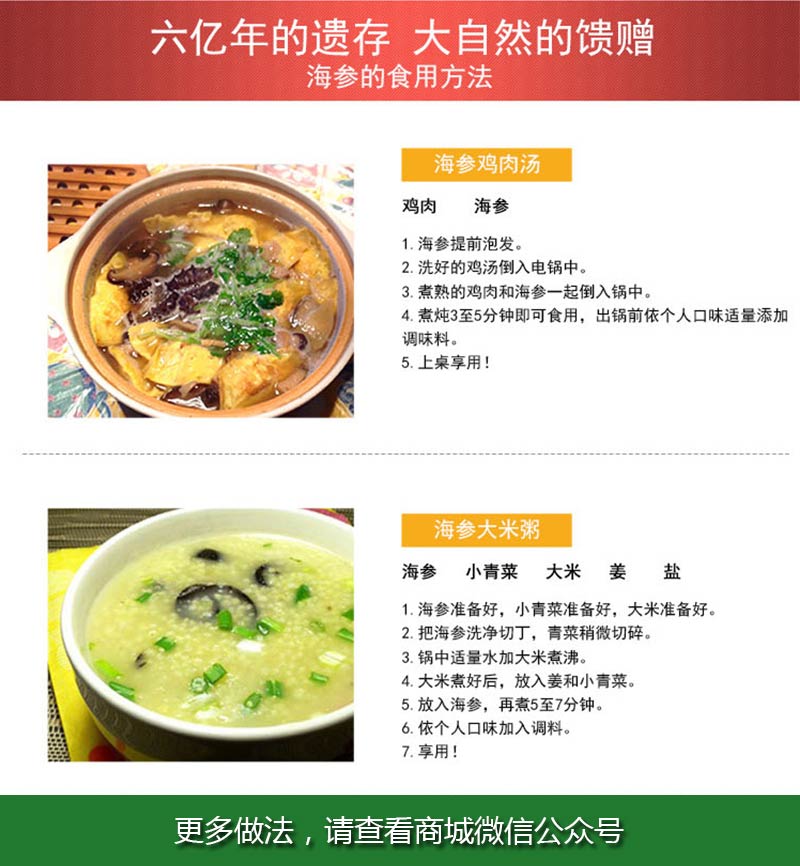 六亿年的遗存 大自然的馈赠
海参的食用方法
海参鸡肉汤
鸡肉 海参
1.海参提前泡发。
2.洗好的鸡汤倒入电锅中。
3.煮熟的鸡肉和海参一起倒入锅中。
4.煮炖3至5分钟即可食用，出锅前依个人口味适量添加
调味料。
5.上桌享用！
海参大米粥
海参 小青菜 大米 姜 盐
1.海参准备好，小青菜准备好，大米准备好。
2.把海参洗净切丁，青菜稍微切碎。
3.锅中适量水加大米煮沸。
4.大米煮好后，放入姜和小青菜。
5.放入海参，再煮5至7分钟。
6.依个人口味加入调料。
7.享用！
更多做法，请查看商城微信公众号